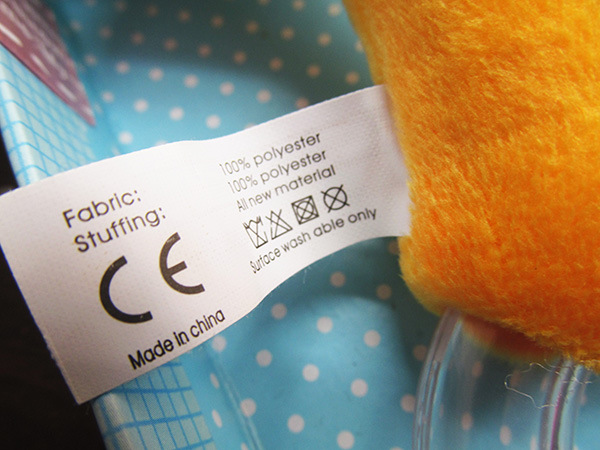 Fabric: 100% polyester
Stuffing: 100% polyester
All new material
CE
Surface wash able only
Made in china